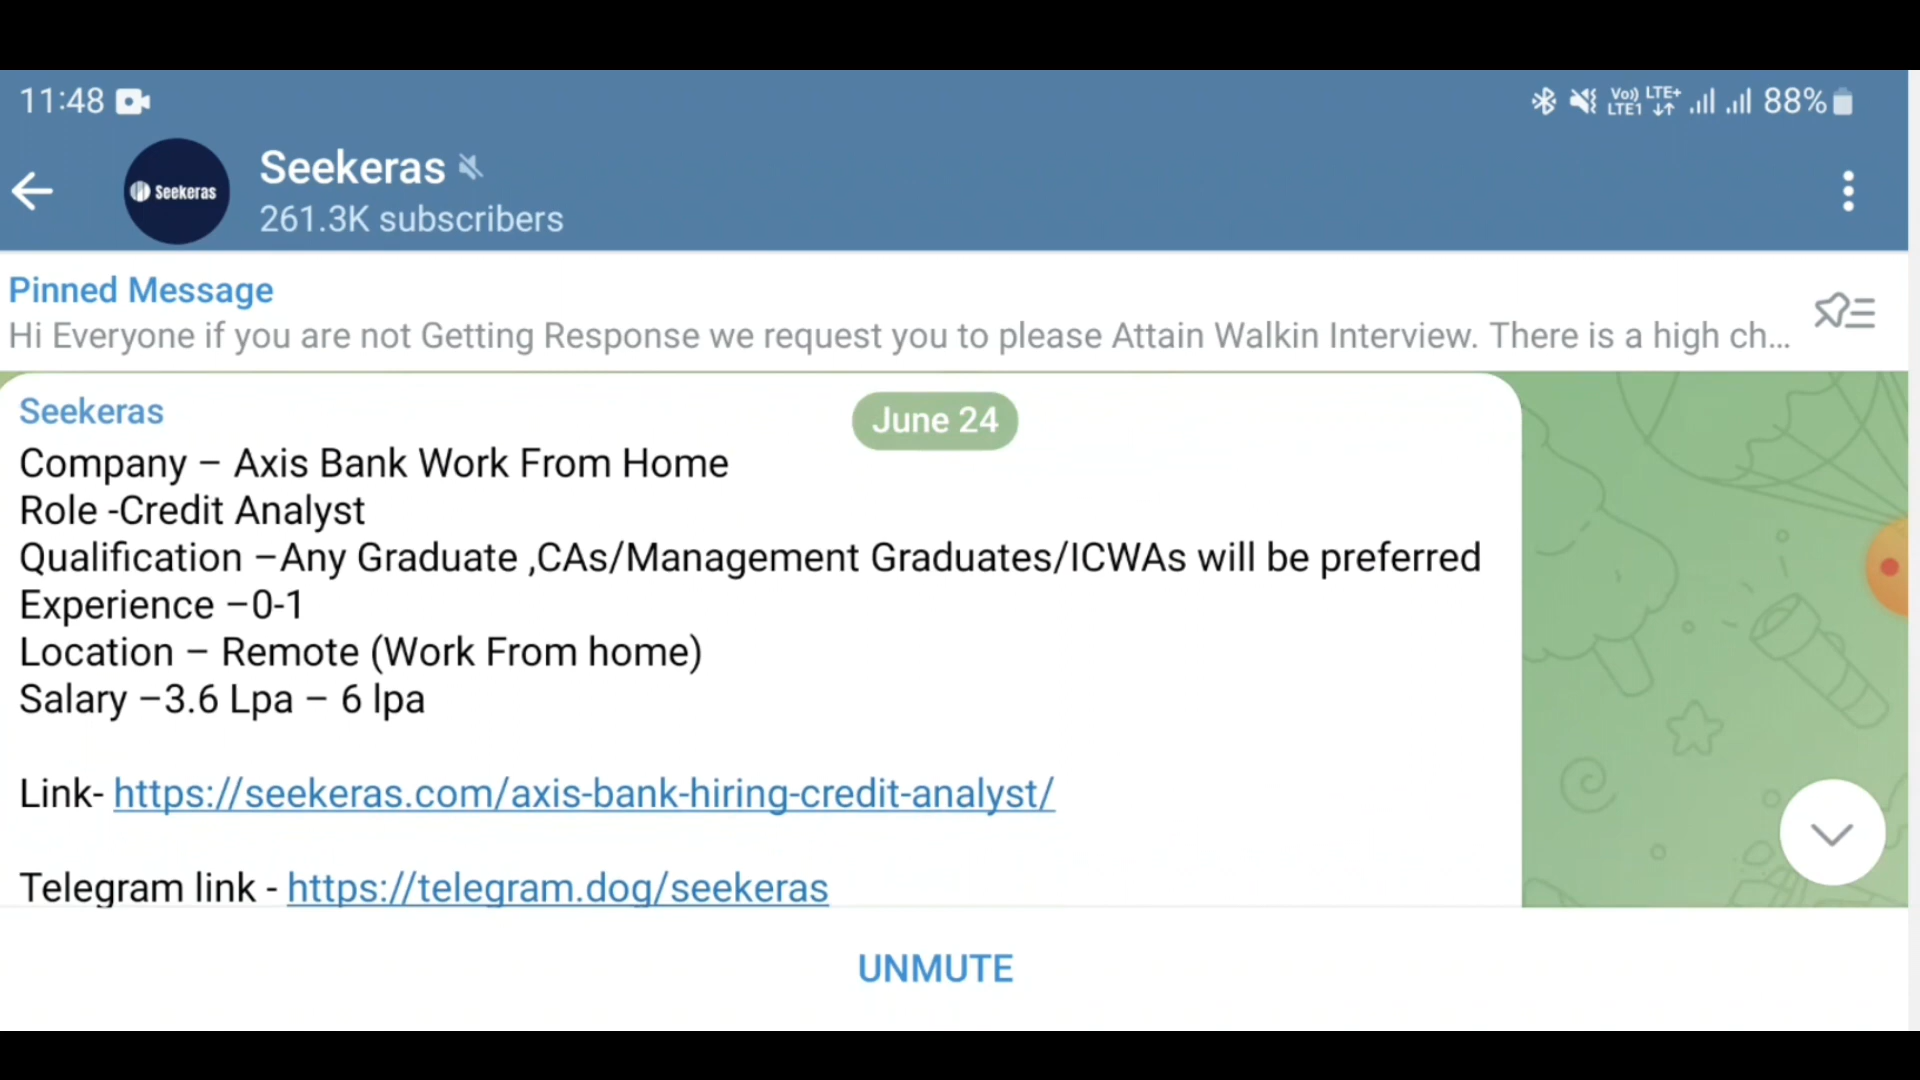 11:48
Vo)) LTE+
LTE1
88%
Seekeras
Seekeras
261.3K subscribers
Pinned Message
Hi Everyone if you are not Getting Response we request you to please Attain Walkin Interview. There is a high ch...
June 24
Seekeras
Company – Axis Bank Work From Home
Role -Credit Analyst
Qualification –Any Graduate ,CAs/Management Graduates/ICWAs will be preferred
Experience –0-1
Location – Remote (Work From home)
Salary –3.6 Lpa – 6 lpa
Link- https://seekeras.com/axis-bank-hiring-credit-analyst/
Telegram link - https://telegram.dog/seekeras
UNMUTE